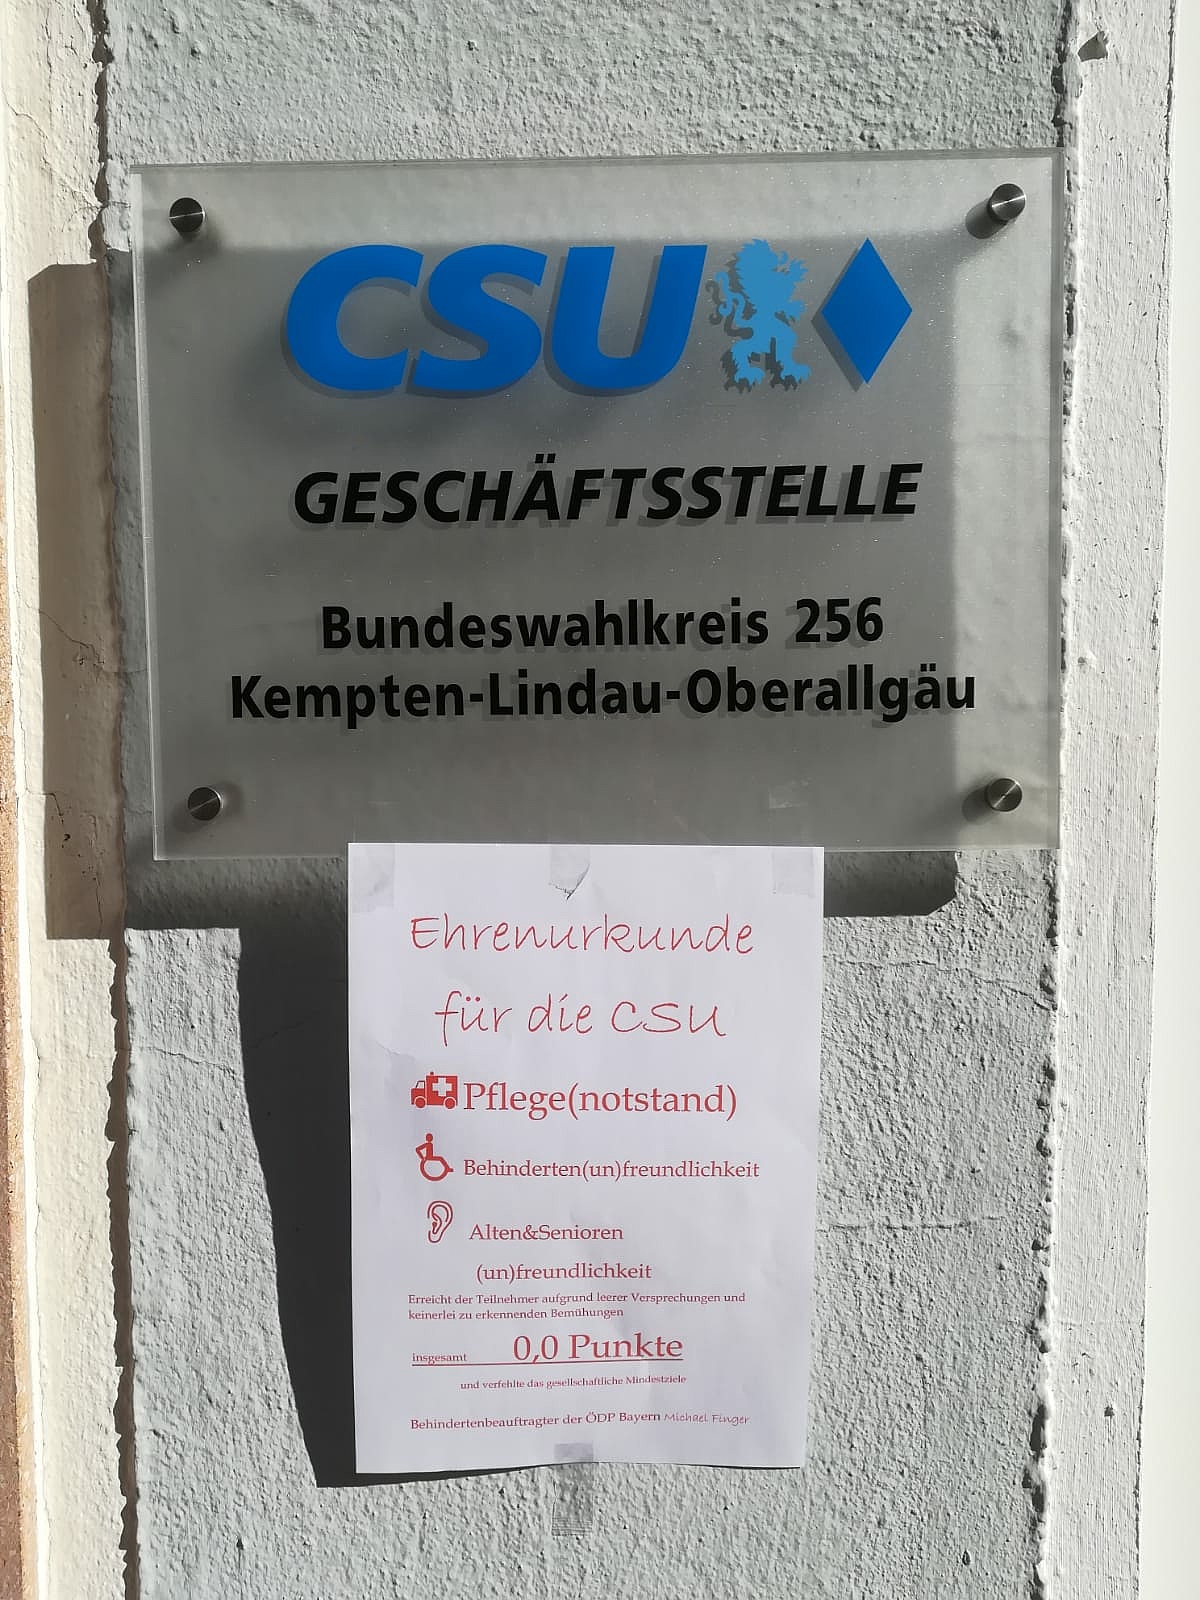 CSU
GESCHÄFTSSTELLE
Bundeswahlkreis 256
Kempten-Lindau-Oberallgäu
Ehrenurkunde
für die CSU
Pflege(notstand)
Behinderten(un)freundlichkeit
Alten&Senioren
(un)freundlichkeit
Erreicht der Teilnehmer aufgrund leerer Versprechungen und
keinerlei zu erkennenden Bemühungen
insgesamt 0,0 Punkte
und verfehlte das gesellschaftliche Mindestziele
Behindertenbeauftragter der ÖDP Bayern Michael Finger